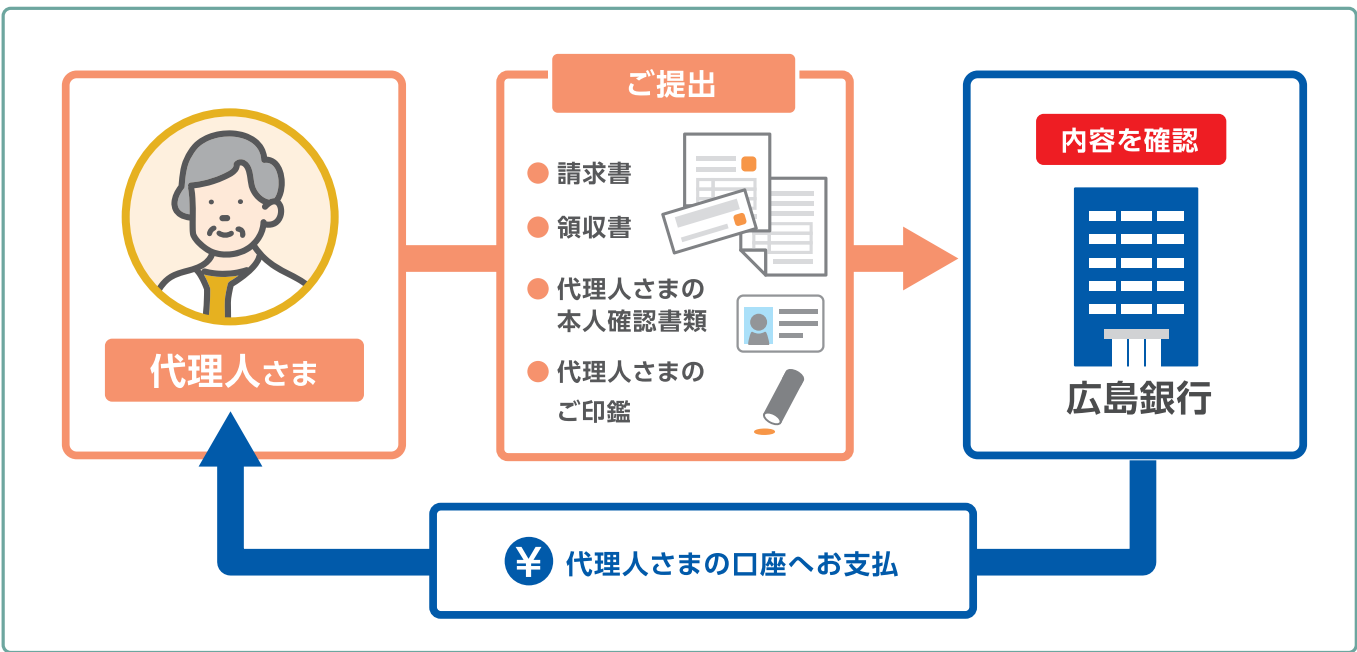 ご提出
内容を確認
請求書
領収書
代理人さまの
本人確認書類
代理人さまの
ご印鑑
代理人さま
広島銀行
¥ 代理人さまの口座へお支払